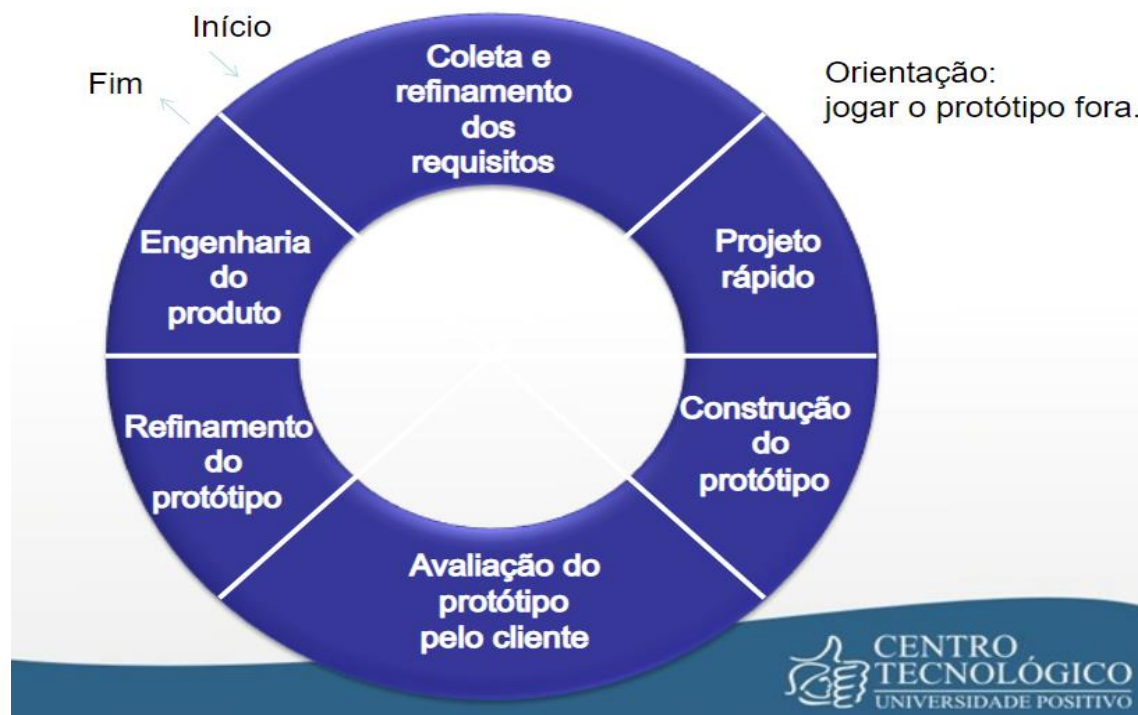 Início
Fim
Coleta e
refinamento
dos
requisitos
Orientação:
jogar o protótipo fora.
Projeto
rápido
Construção
do
protótipo
Avaliação do
protótipo
pelo cliente
Refinamento
do
protótipo
Engenharia
do
produto
CENTRO
TECNOLÓGICO
UNIVERSIDADE POSITIVO